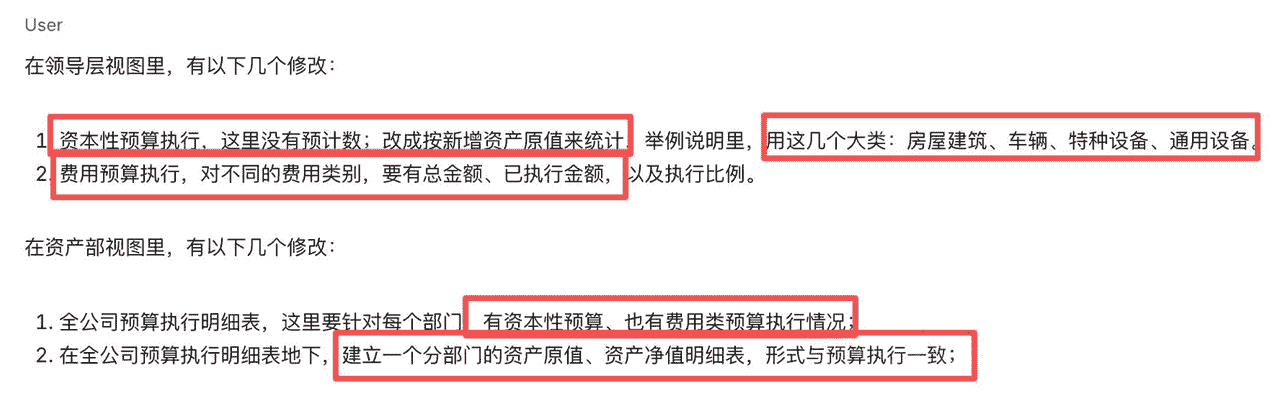 User
在领导层视图里，有以下几个修改：
1. 资本性预算执行，这里没有预计数；改成按新增资产原值来统计，举例说明里，用这几个大类：房屋建筑、车辆、特种设备、通用设备。
2. 费用预算执行，对不同的费用类别，要有总金额、已执行金额，以及执行比例。
在资产部视图里，有以下几个修改：
1. 全公司预算执行明细表，这里要针对每个部门，有资本性预算、也有费用类预算执行情况；
2. 在全公司预算执行明细表地下，建立一个分部门的资产原值、资产净值明细表，形式与预算执行一致；